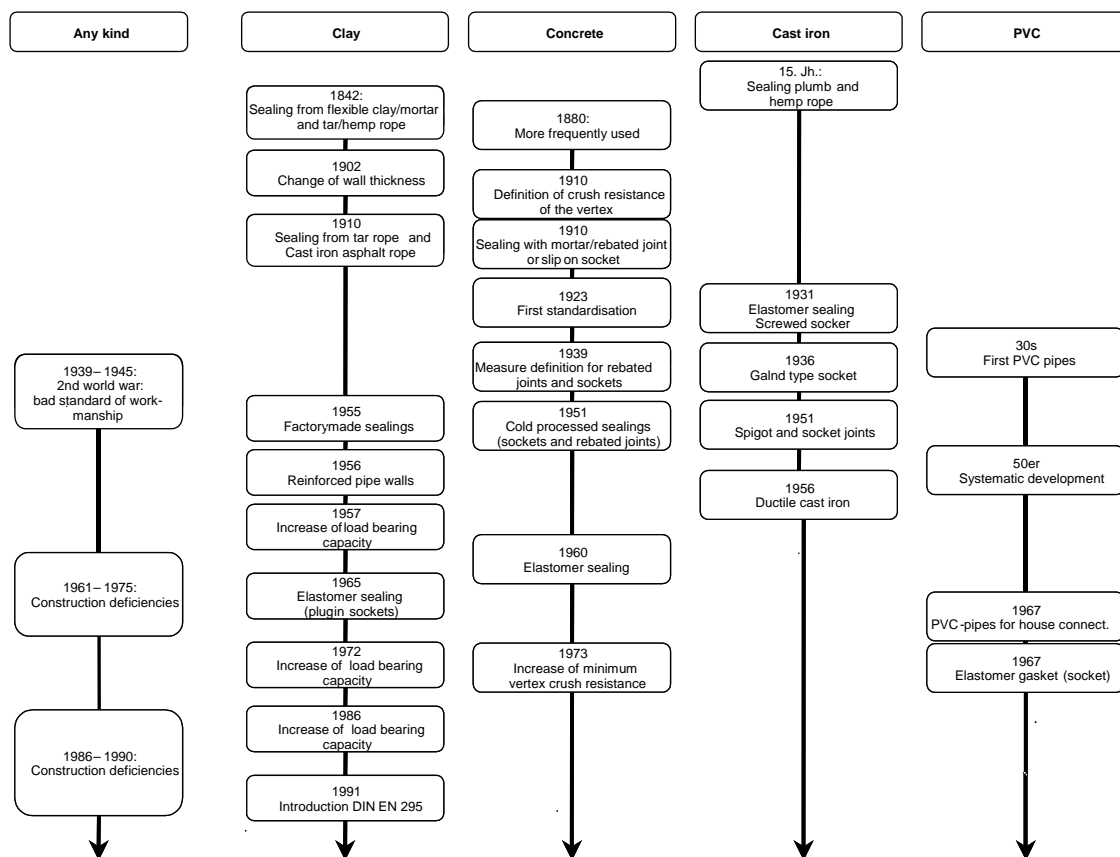 Any kind
Clay
Concrete
Cast iron
PVC
1939– 1945:
2nd world war:
bad standard of work-
manship
1961– 1975:
Construction deficiencies
1986– 1990:
Construction deficiencies
1842:
Sealing from flexible clay/mortar
and tar/hemp rope
1902
Change of wall thickness
1910
Sealing from tar rope and
Cast iron asphalt rope
1955
Factorymade sealings
1956
Reinforced pipe walls
1957
Increase of load bearing
capacity
1965
Elastomer sealing
(plugin sockets)
1972
Increase of load bearing
capacity
1986
Increase of load bearing
capacity
1991
Introduction DIN EN 295
1880:
More frequently used
1910
Definition of crush resistance
of the vertex
1910
Sealing with mortar/rebated joint
or slip on socket
1923
First standardisation
1939
Measure definition for rebated
joints and sockets
1951
Cold processed sealings
(sockets and rebated joints)
1960
Elastomer sealing
1973
Increase of minimum
vertex crush resistance
15. Jh.:
Sealing plumb and
hemp rope
1931
Elastomer sealing
Screwed socker
1936
Galnd type socket
1951
Spigot and socket joints
1956
Ductile cast iron
30s
First PVC pipes
50er
Systematic development
1967
PVC-pipes for house connect.
1967
Elastomer gasket (socket)